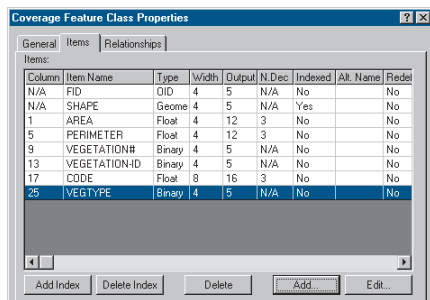 Coverage Feature Class Properties
General Items Relationships
Items:
Column Item Name Type Width Output N.Dec Indexed Alt. Name Redef
N/A FID OID 4 5 N/A No No
N/A SHAPE Geome 4 5 N/A Yes No
1 AREA Float 4 12 3 No No
5 PERIMETER Float 4 12 3 No No
9 VEGETATION# Binary 4 5 N/A No No
13 VEGETATION-ID Binary 4 5 N/A No No
17 CODE Float 8 16 3 No No
25 VEGTYPE Binary 4 5 N/A No No
Add Index Delete Index Delete Add... Edit...